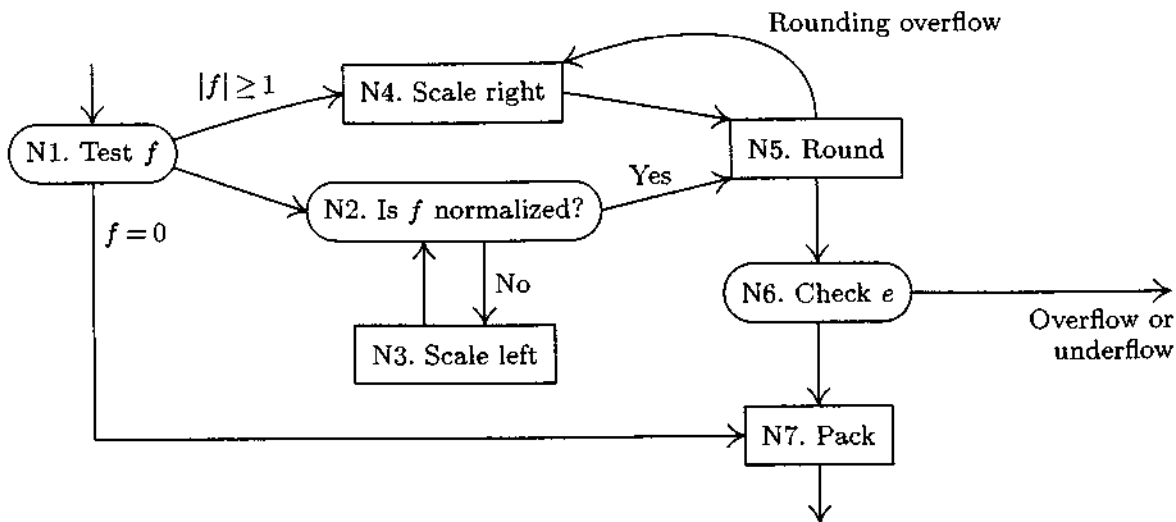 Rounding overflow
|f| ≥ 1
N4. Scale right
N1. Test f
N5. Round
Yes
N2. Is f normalized?
f = 0
No
N6. Check e
Overflow or
underflow
N3. Scale left
N7. Pack